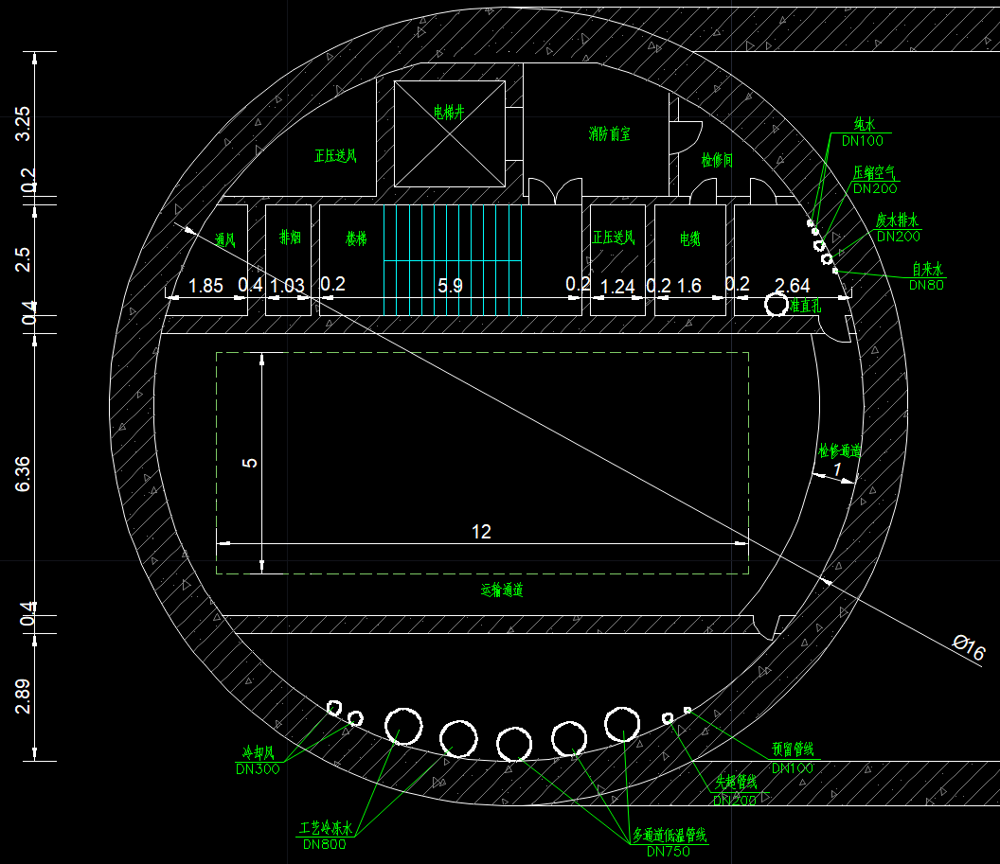 3.25
0.2
2.5
0.4
6.36
0.4
2.89
电梯井
正压送风
消防前室
检修间
纯水
DN100
压缩空气
DN200
废水排水
DN200
自来水
DN80
通风
排烟
楼梯
正压送风
电缆
1.85
0.4
1.03
0.2
5.9
0.2
1.24
0.2
1.6
0.2
2.64
准直孔
检修通道
1
5
12
运输通道
Ø16
冷却风
DN300
工艺冷冻水
DN800
多通道低温管线
DN750
DN200
预留管线
DN100